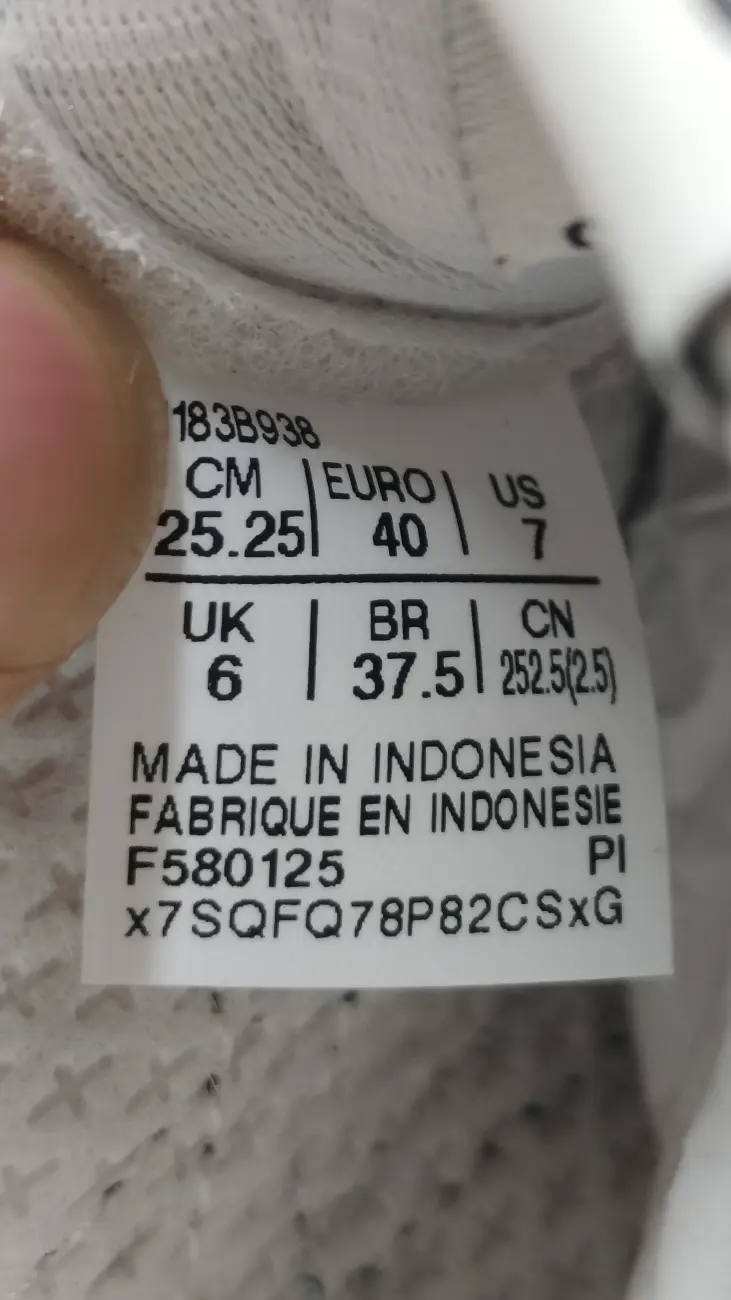 183B938
CM | EURO | US
25.25 | 40 | 7
UK | BR | CN
6 | 37.5 | 252.5(2.5)
MADE IN INDONESIA
FABRIQUE EN INDONESIE
F580125 PI
x7SQFQ78P82CSxG